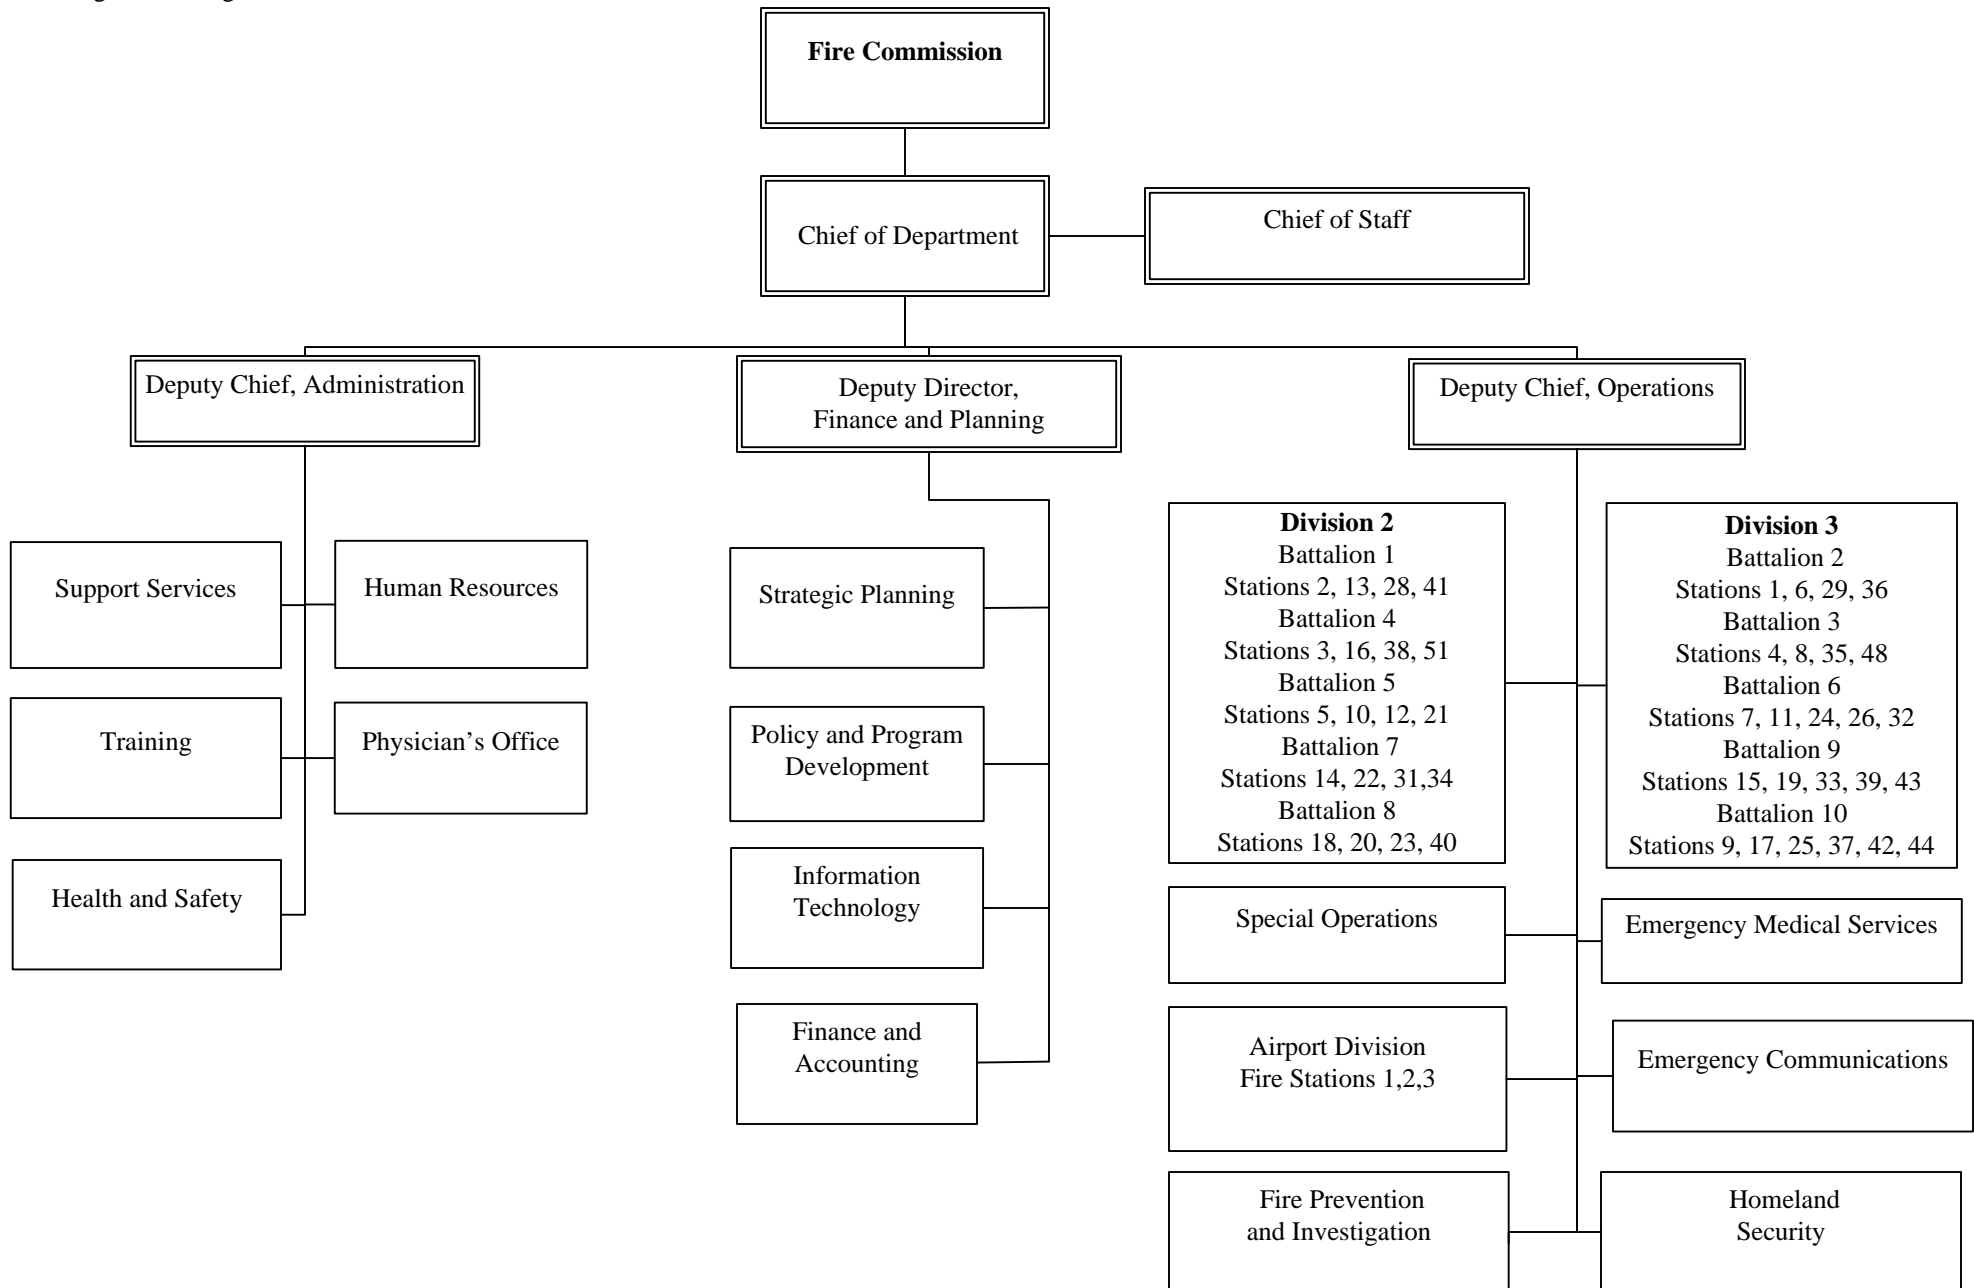 Fire Commission
Chief of Department
Chief of Staff
Deputy Chief, Administration
Deputy Director,
Finance and Planning
Deputy Chief, Operations
Support Services
Human Resources
Training
Physician’s Office
Health and Safety
Strategic Planning
Policy and Program
Development
Information
Technology
Finance and
Accounting
Division 2
Battalion 1
Stations 2, 13, 28, 41
Battalion 4
Stations 3, 16, 38, 51
Battalion 5
Stations 5, 10, 12, 21
Battalion 7
Stations 14, 22, 31,34
Battalion 8
Stations 18, 20, 23, 40
Division 3
Battalion 2
Stations 1, 6, 29, 36
Battalion 3
Stations 4, 8, 35, 48
Battalion 6
Stations 7, 11, 24, 26, 32
Battalion 9
Stations 15, 19, 33, 39, 43
Battalion 10
Stations 9, 17, 25, 37, 42, 44
Special Operations
Emergency Medical Services
Airport Division
Fire Stations 1,2,3
Emergency Communications
Fire Prevention
and Investigation
Homeland
Security